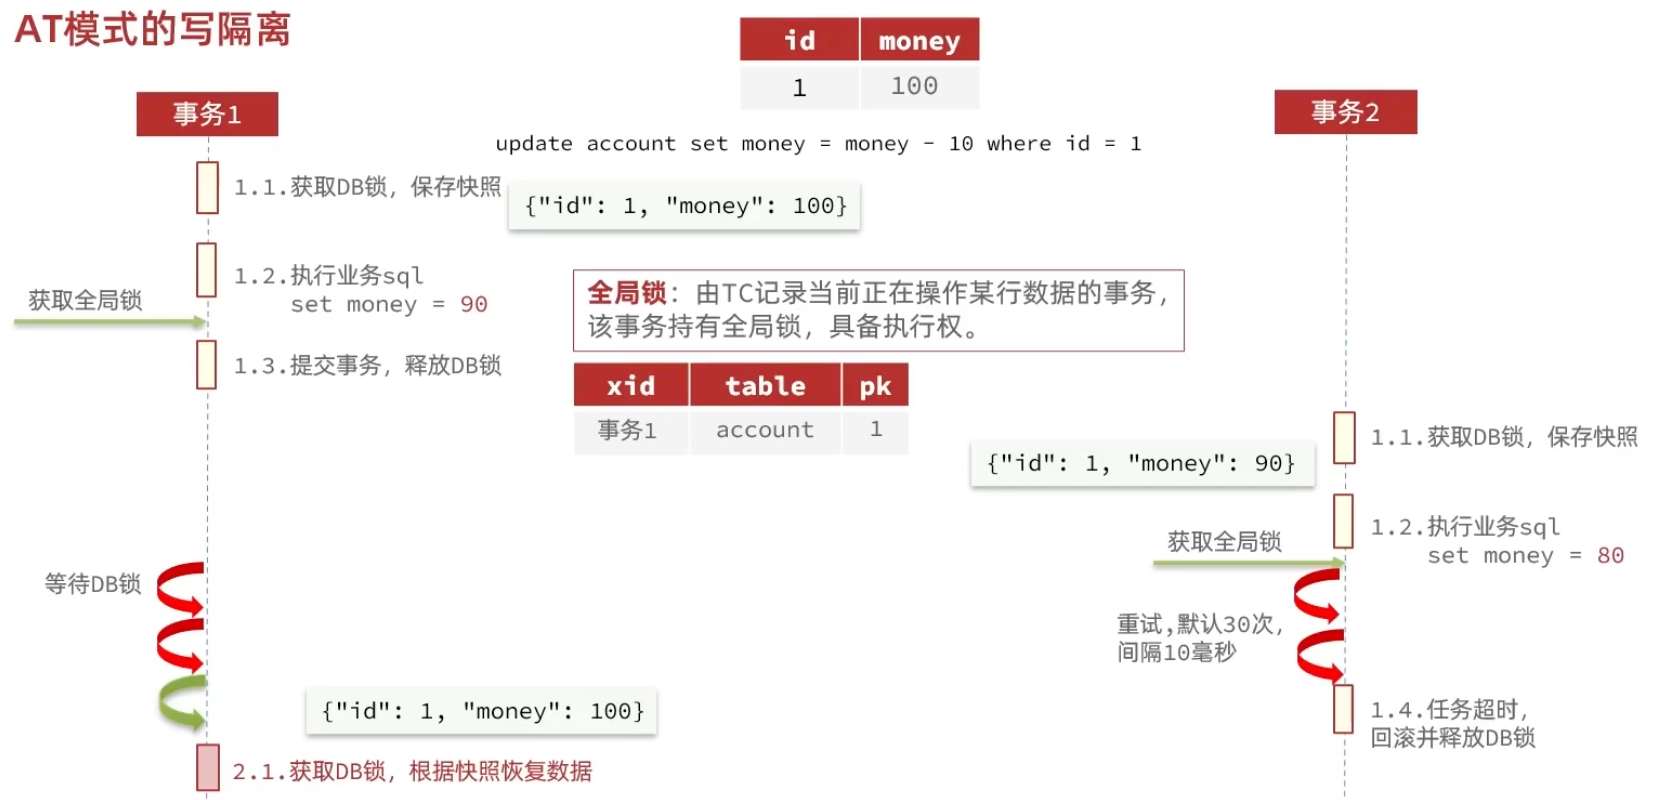 AT模式的写隔离
id money
1 100
事务1
事务2
update account set money = money - 10 where id = 1
1.1.获取DB锁，保存快照
{"id": 1, "money": 100}
1.2.执行业务sql
set money = 90
获取全局锁
1.3.提交事务，释放DB锁
全局锁：由TC记录当前正在操作某行数据的事务，
该事务持有全局锁，具备执行权。
xid table pk
事务1 account 1
1.1.获取DB锁，保存快照
{"id": 1, "money": 90}
1.2.执行业务sql
set money = 80
获取全局锁
等待DB锁
重试,默认30次，
间隔10毫秒
{"id": 1, "money": 100}
1.4.任务超时，
回滚并释放DB锁
2.1.获取DB锁，根据快照恢复数据